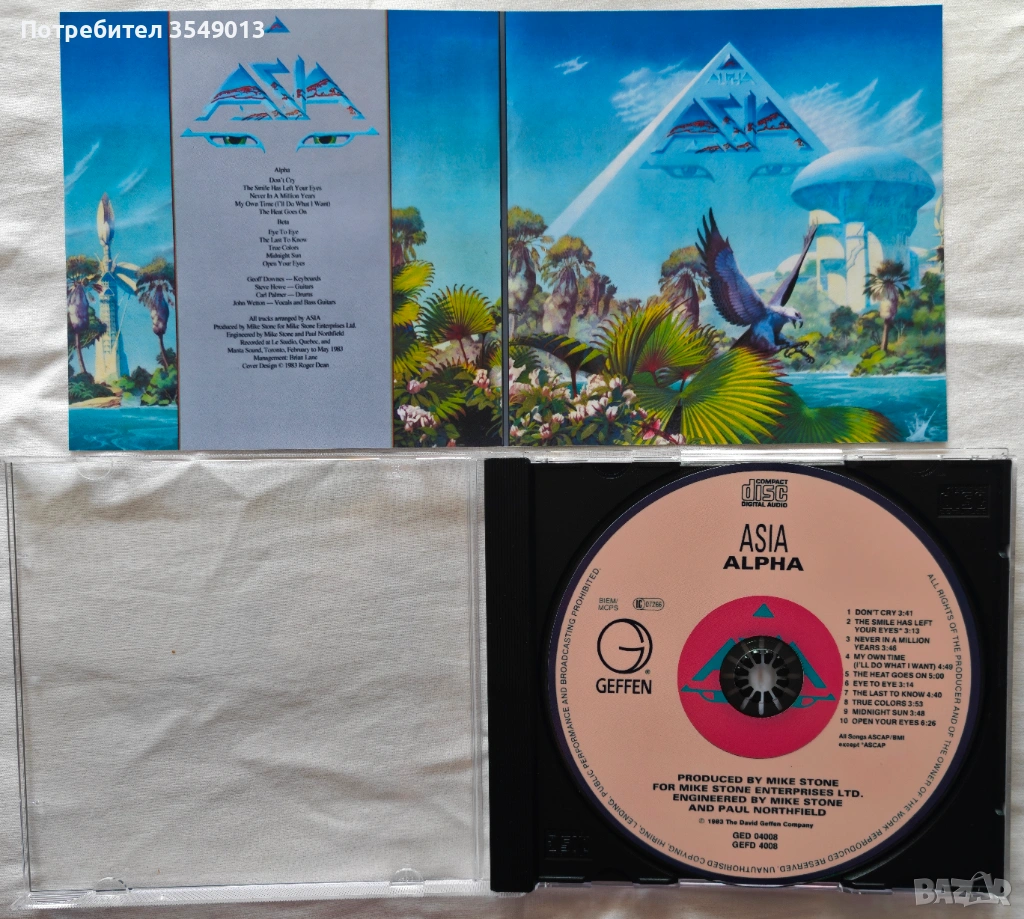 Потребител 3549013
ASIA
Alpha
Don't Cry
The Smile Has Left Your Eyes
Never In A Million Years
My Own Time (I'll Do What I Want)
The Heat Goes On
Beta
Eye To Eye
The Last To Know
True Colors
Midnight Sun
Open Your Eyes
Geoff Downes — Keyboards
Steve Howe — Guitars
Carl Palmer — Drums
John Wetton — Vocals and Bass Guitars
All tracks arranged by ASIA
Produced by Mike Stone for Mike Stone Enterprises Ltd.
Engineered by Mike Stone and Paul Northfield
Recorded at Le Studio, Quebec, and
Manta Sound, Toronto, February to May 1983
Management: Brian Lane
Cover Design © 1983 Roger Dean
ALPHA
ASIA
COMPACT
disc
DIGITAL AUDIO
ASIA
ALPHA
BIEM/
MCPS
LC 07266
GEFFEN
®
1 DON'T CRY 3:41
2 THE SMILE HAS LEFT
YOUR EYES* 3:13
3 NEVER IN A MILLION
YEARS 3:46
4 MY OWN TIME
(I'LL DO WHAT I WANT) 4:49
5 THE HEAT GOES ON 5:00
6 EYE TO EYE 3:14
7 THE LAST TO KNOW 4:40
8 TRUE COLORS 3:53
9 MIDNIGHT SUN 3:48
10 OPEN YOUR EYES 6:26
All Songs ASCAP/BMI
except *ASCAP
PRODUCED BY MIKE STONE
FOR MIKE STONE ENTERPRISES LTD.
ENGINEERED BY MIKE STONE
AND PAUL NORTHFIELD
℗ 1983 The David Geffen Company
GED 04008
GEFD 4008
ALL RIGHTS OF THE PRODUCER AND OF THE OWNER OF THE WORK REPRODUCED RESERVED. UNAUTHORISED COPYING, HIRING, LENDING, PUBLIC PERFORMANCE AND BROADCASTING PROHIBITED.
disc
disc
BAZAR